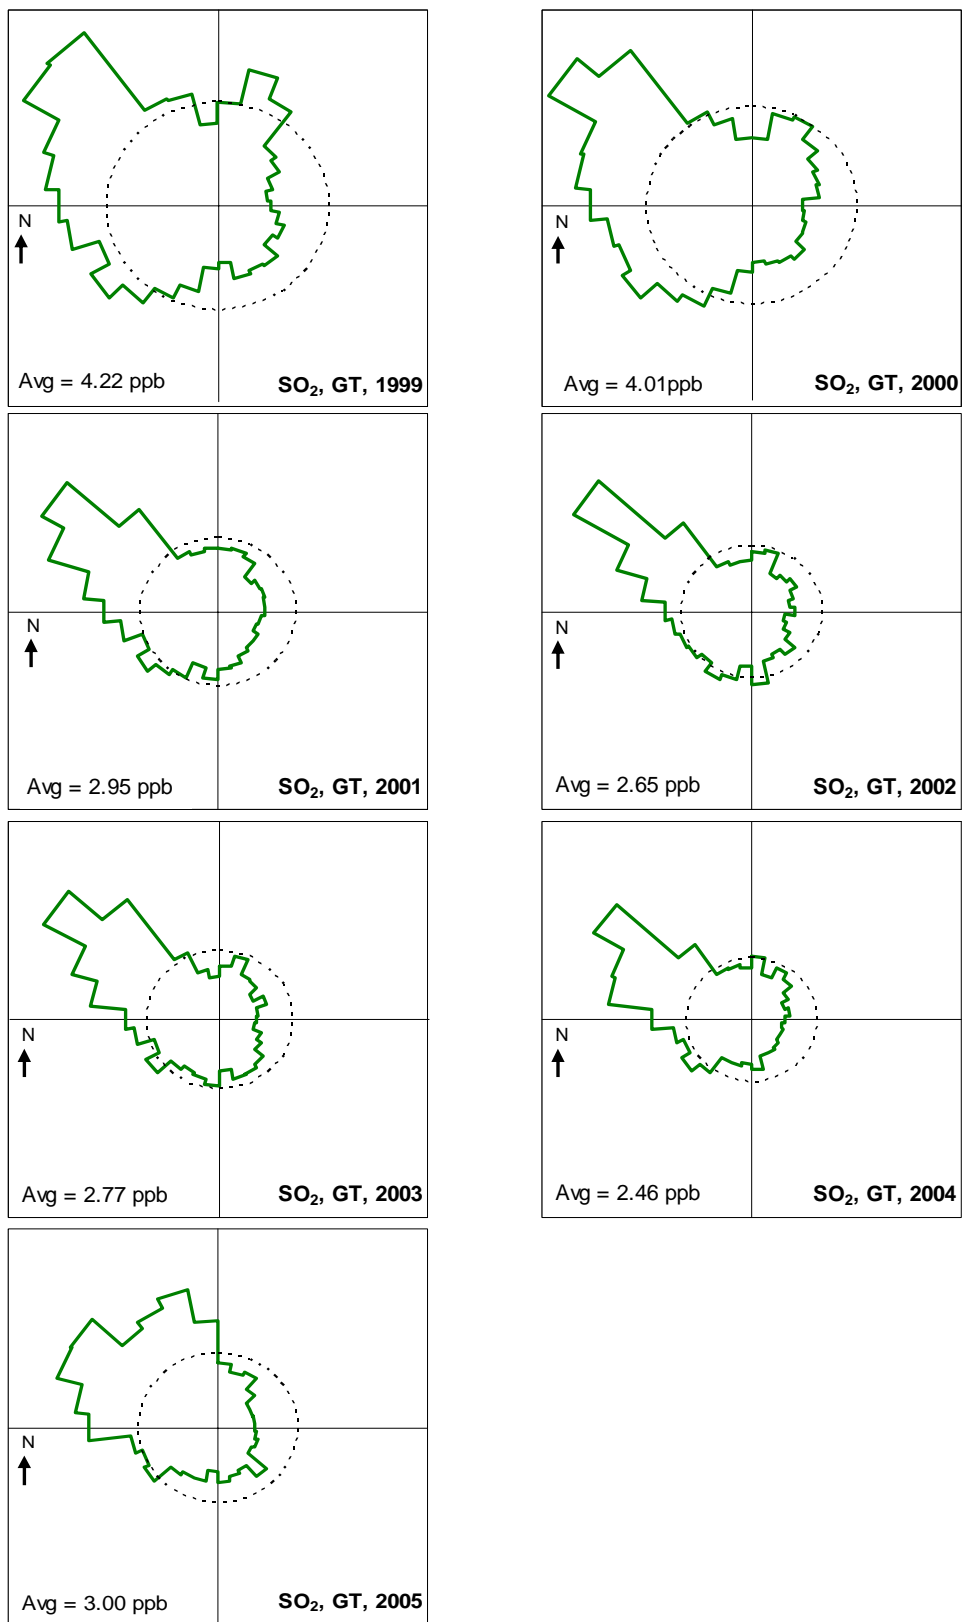 N
Avg = 4.22 ppb
SO₂, GT, 1999
N
Avg = 4.01ppb
SO₂, GT, 2000
N
Avg = 2.95 ppb
SO₂, GT, 2001
N
Avg = 2.65 ppb
SO₂, GT, 2002
N
Avg = 2.77 ppb
SO₂, GT, 2003
N
Avg = 2.46 ppb
SO₂, GT, 2004
N
Avg = 3.00 ppb
SO₂, GT, 2005